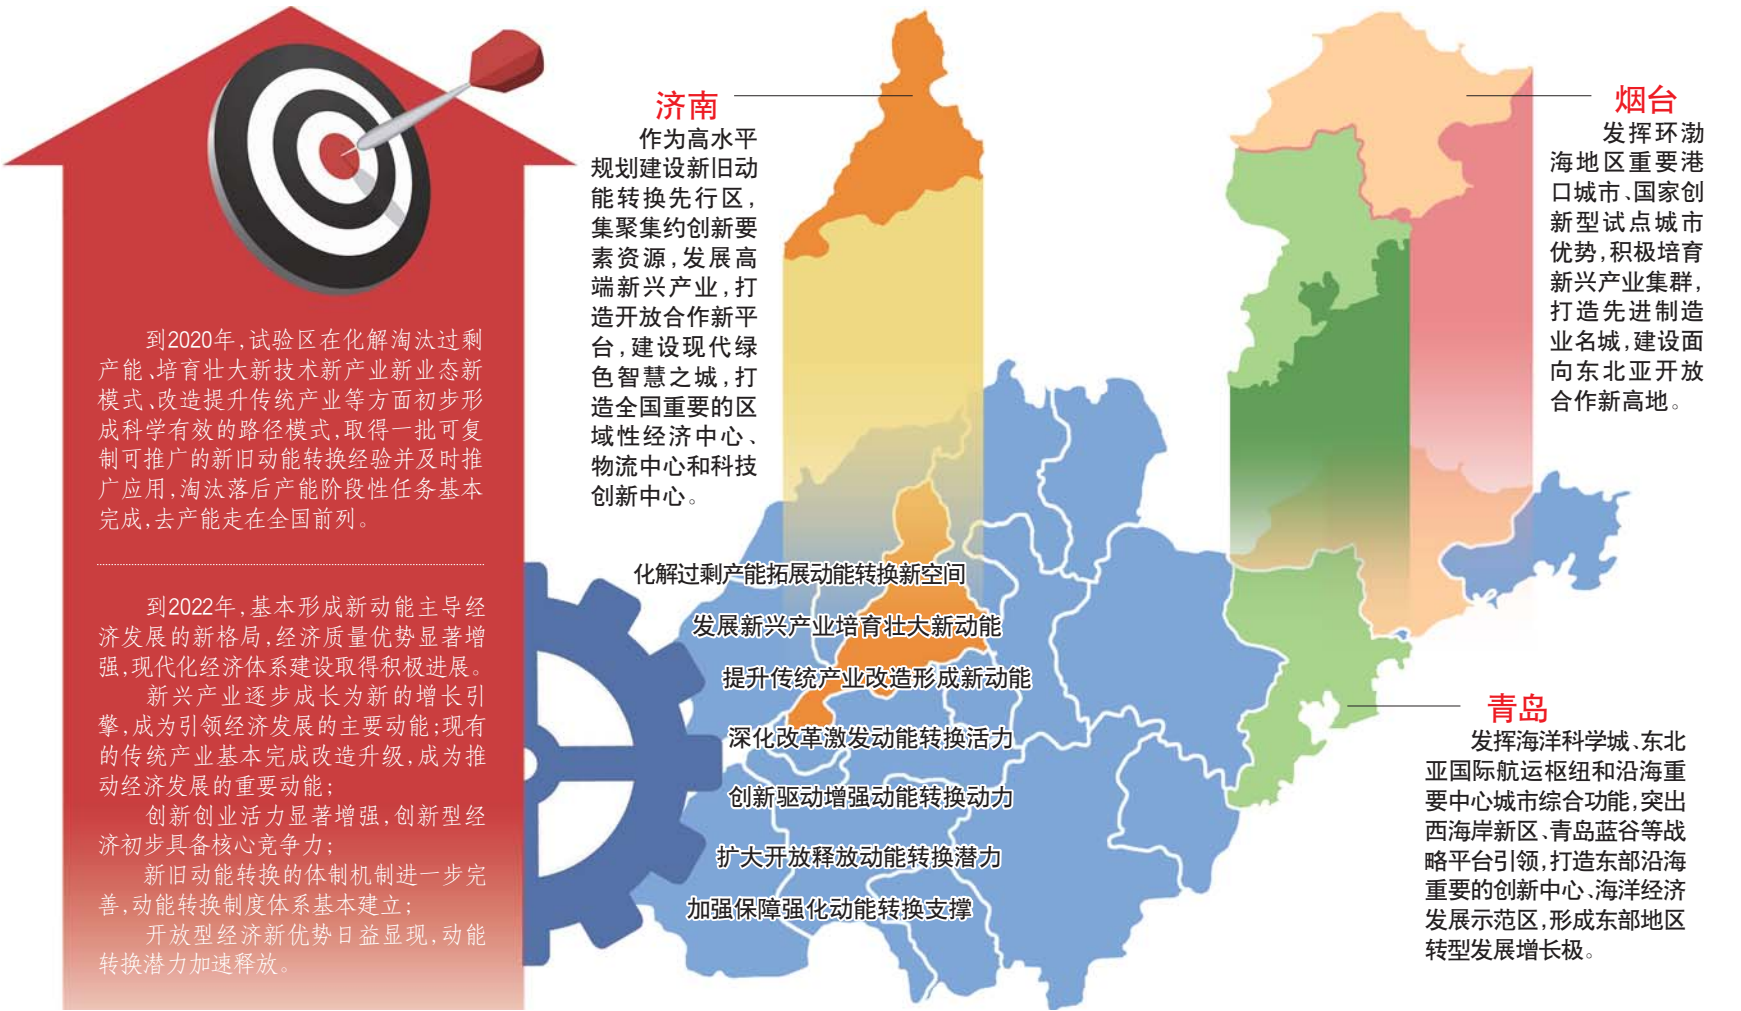 到2020年,试验区在化解淘汰过剩
产能、培育壮大新技术新产业新业态新
模式、改造提升传统产业等方面初步形
成科学有效的路径模式,取得一批可复
制可推广的新旧动能转换经验并及时推
广应用,淘汰落后产能阶段性任务基本
完成,去产能走在全国前列。
到2022年,基本形成新动能主导经
济发展的新格局,经济质量优势显著增
强,现代化经济体系建设取得积极进展。
新兴产业逐步成长为新的增长引
擎,成为引领经济发展的主要动能;现有
的传统产业基本完成改造升级,成为推
动经济发展的重要动能;
创新创业活力显著增强,创新型经
济初步具备核心竞争力;
新旧动能转换的体制机制进一步完
善,动能转换制度体系基本建立;
开放型经济新优势日益显现,动能
转换潜力加速释放。
济南
作为高水平
规划建设新旧动
能转换先行区,
集聚集约创新要
素资源,发展高
端新兴产业,打
造开放合作新平
台,建设现代绿
色智慧之城,打
造全国重要的区
域性经济中心、
物流中心和科技
创新中心。
化解过剩产能拓展动能转换新空间
发展新兴产业培育壮大新动能
提升传统产业改造形成新动能
深化改革激发动能转换活力
创新驱动增强动能转换动力
扩大开放释放动能转换潜力
加强保障强化动能转换支撑
烟台
发挥环渤
海地区重要港
口城市、国家创
新型试点城市
优势,积极培育
新兴产业集群,
打造先进制造
业名城,建设面
向东北亚开放
合作新高地。
青岛
发挥海洋科学城、东北
亚国际航运枢纽和沿海重
要中心城市综合功能,突出
西海岸新区、青岛蓝谷等战
略平台引领,打造东部沿海
重要的创新中心、海洋经济
发展示范区,形成东部地区
转型发展增长极。